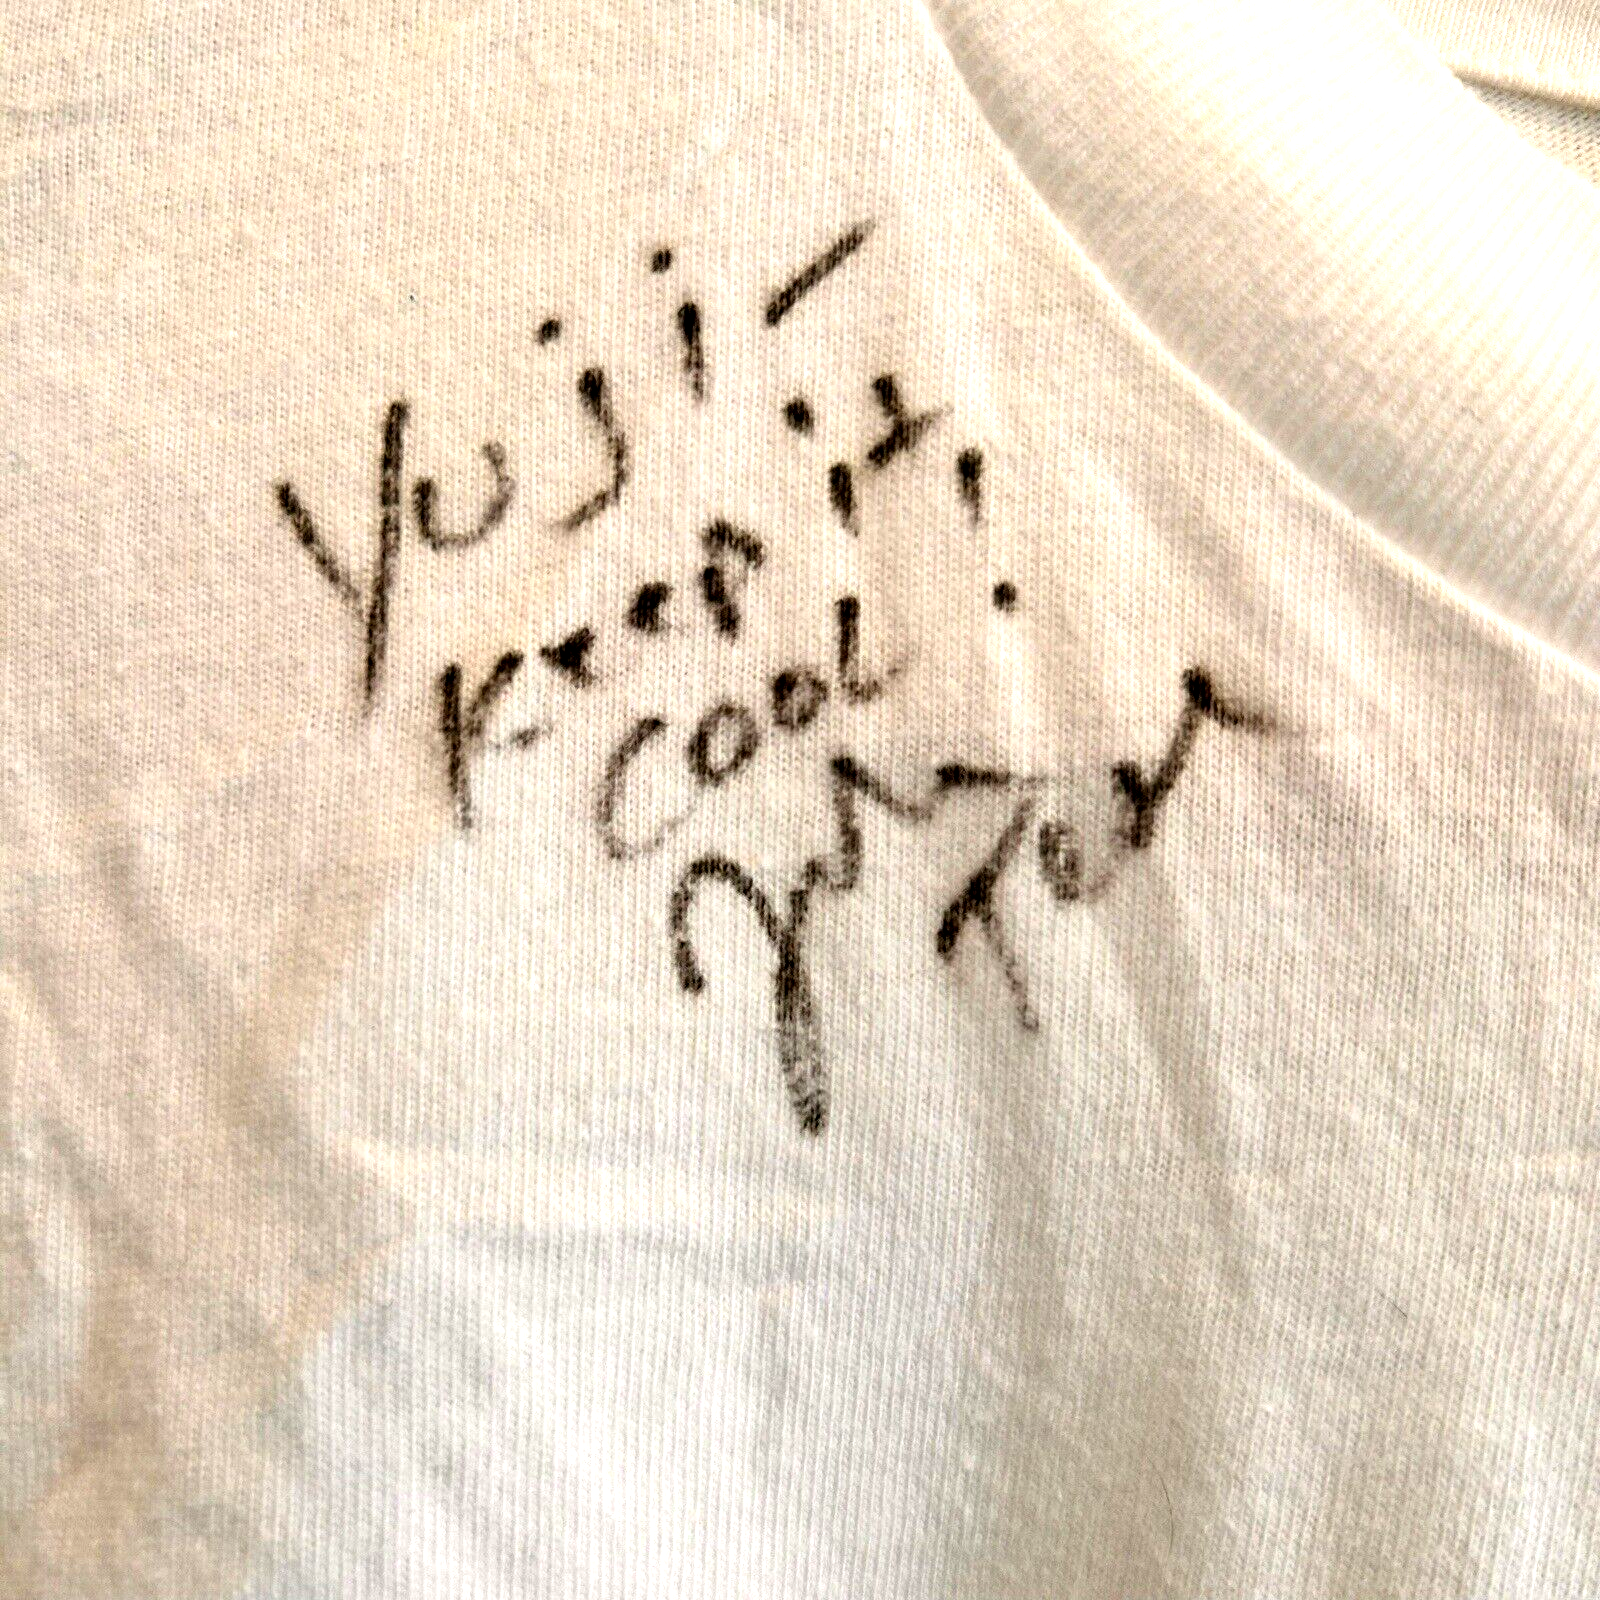 Yuji -
Keep it
COOL!